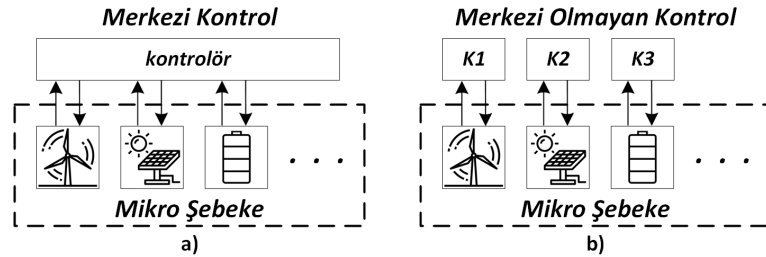 Merkezi Kontrol
kontrolör
Mikro Şebeke
a)
Merkezi Olmayan Kontrol
K1 K2 K3
Mikro Şebeke
b)